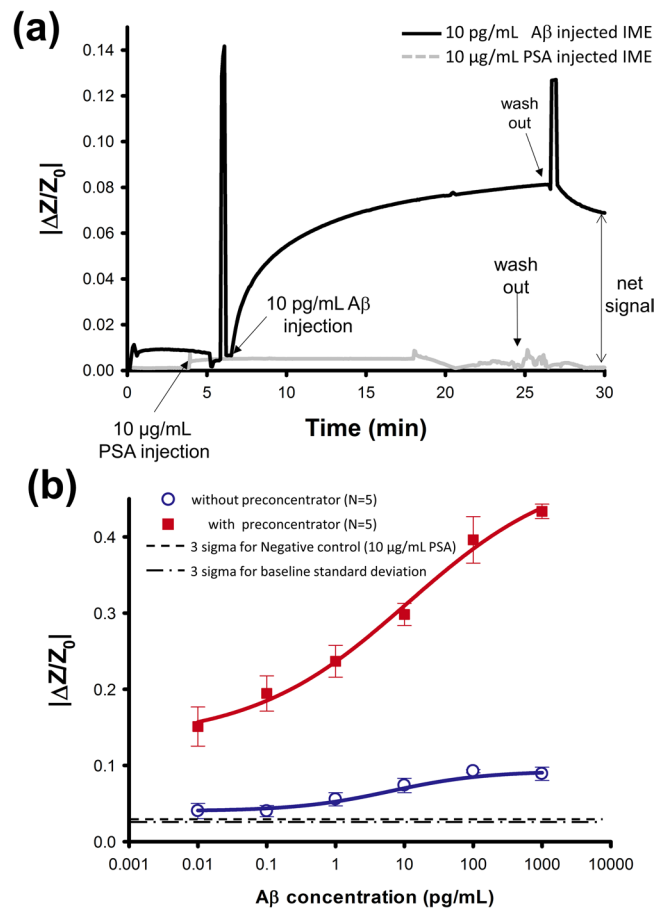 (a)
10 pg/mL Aβ injected IME
10 µg/mL PSA injected IME
0.14
0.12
0.10
0.08
0.06
0.04
0.02
0.00
|ΔZ/Z0|
wash
out
wash
out
net
signal
10 pg/mL Aβ
injection
10 µg/mL
PSA injection
0
5
10
15
20
25
30
Time (min)
(b)
without preconcentrator (N=5)
with preconcentrator (N=5)
3 sigma for Negative control (10 µg/mL PSA)
3 sigma for baseline standard deviation
0.4
0.3
0.2
0.1
0.0
|ΔZ/Z0|
0.001
0.01
0.1
1
10
100
1000
10000
Aβ concentration (pg/mL)